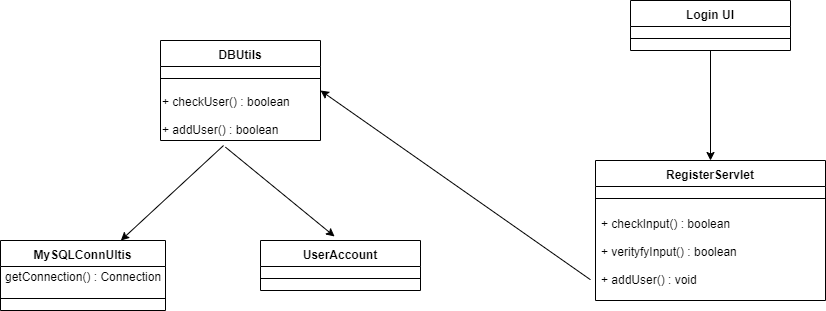 Login UI
DBUtils
+ checkUser() : boolean
+ addUser() : boolean
RegisterServlet
+ checkInput() : boolean
+ verityfyInput() : boolean
+ addUser() : void
MySQLConnUltis
getConnection() : Connection
UserAccount